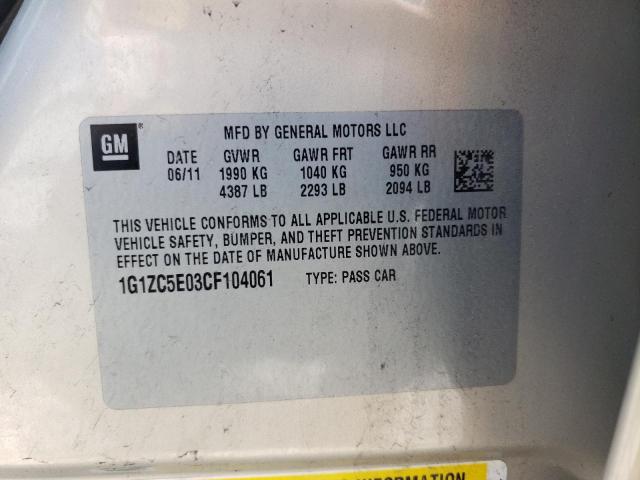 GM ®
MFD BY GENERAL MOTORS LLC
DATE GVWR GAWR FRT GAWR RR
06/11 1990 KG 1040 KG 950 KG
4387 LB 2293 LB 2094 LB
THIS VEHICLE CONFORMS TO ALL APPLICABLE U.S. FEDERAL MOTOR
VEHICLE SAFETY, BUMPER, AND THEFT PREVENTION STANDARDS IN
EFFECT ON THE DATE OF MANUFACTURE SHOWN ABOVE.
1G1ZC5E03CF104061 TYPE: PASS CAR
INFORMATION